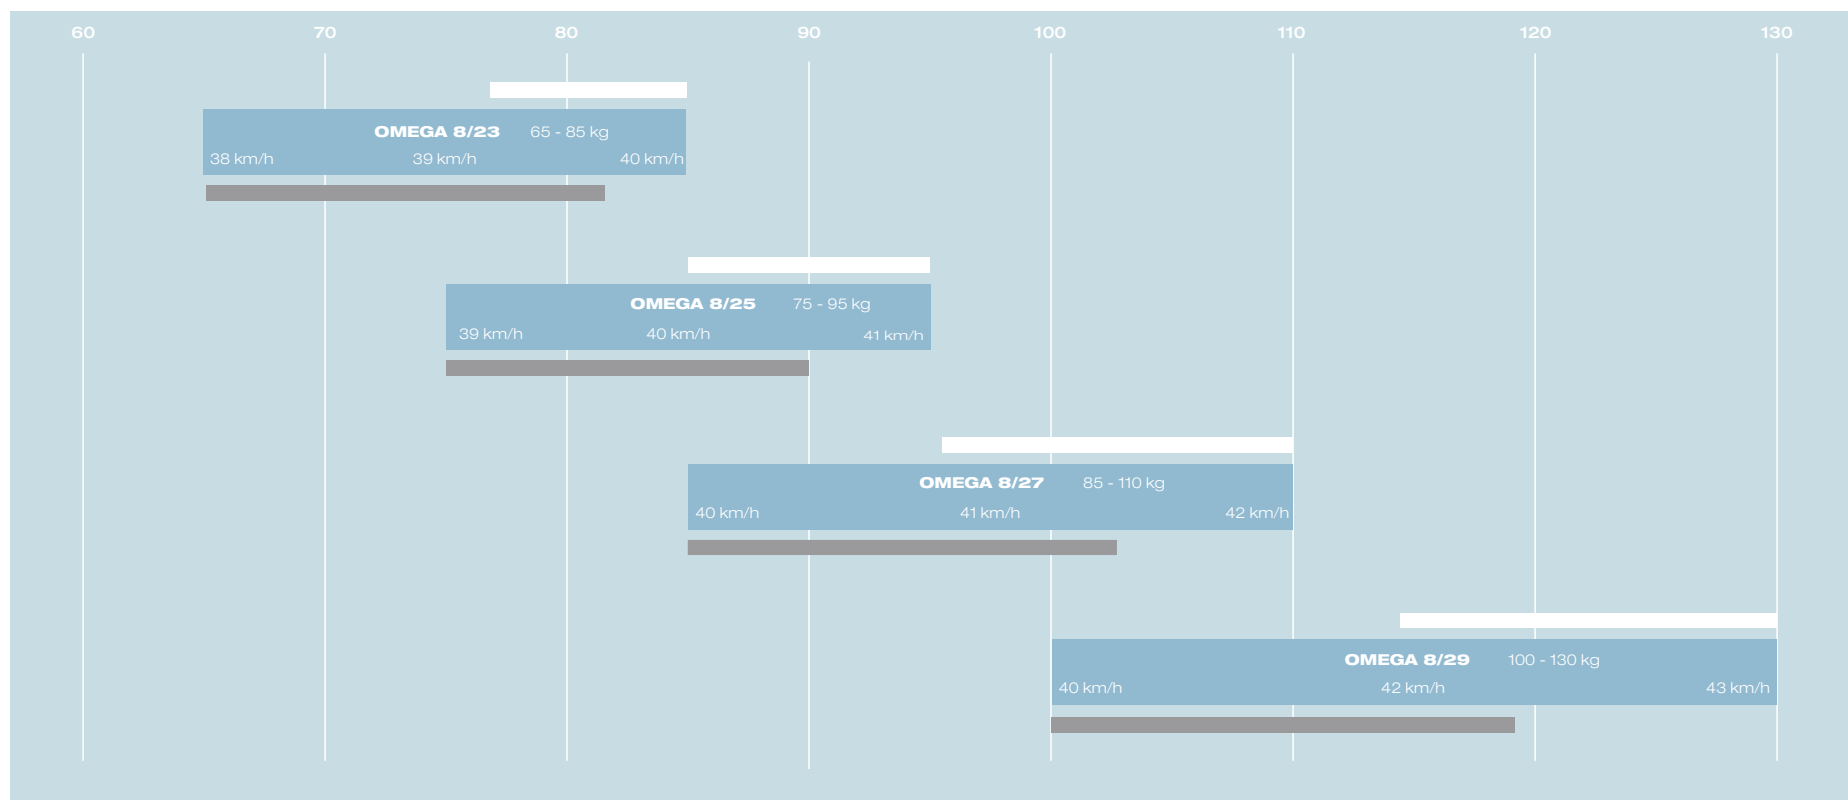 60 70 80 90 100 110 120 130
OMEGA 8/23 65 - 85 kg
38 km/h 39 km/h 40 km/h
OMEGA 8/25 75 - 95 kg
39 km/h 40 km/h 41 km/h
OMEGA 8/27 85 - 110 kg
40 km/h 41 km/h 42 km/h
OMEGA 8/29 100 - 130 kg
40 km/h 42 km/h 43 km/h